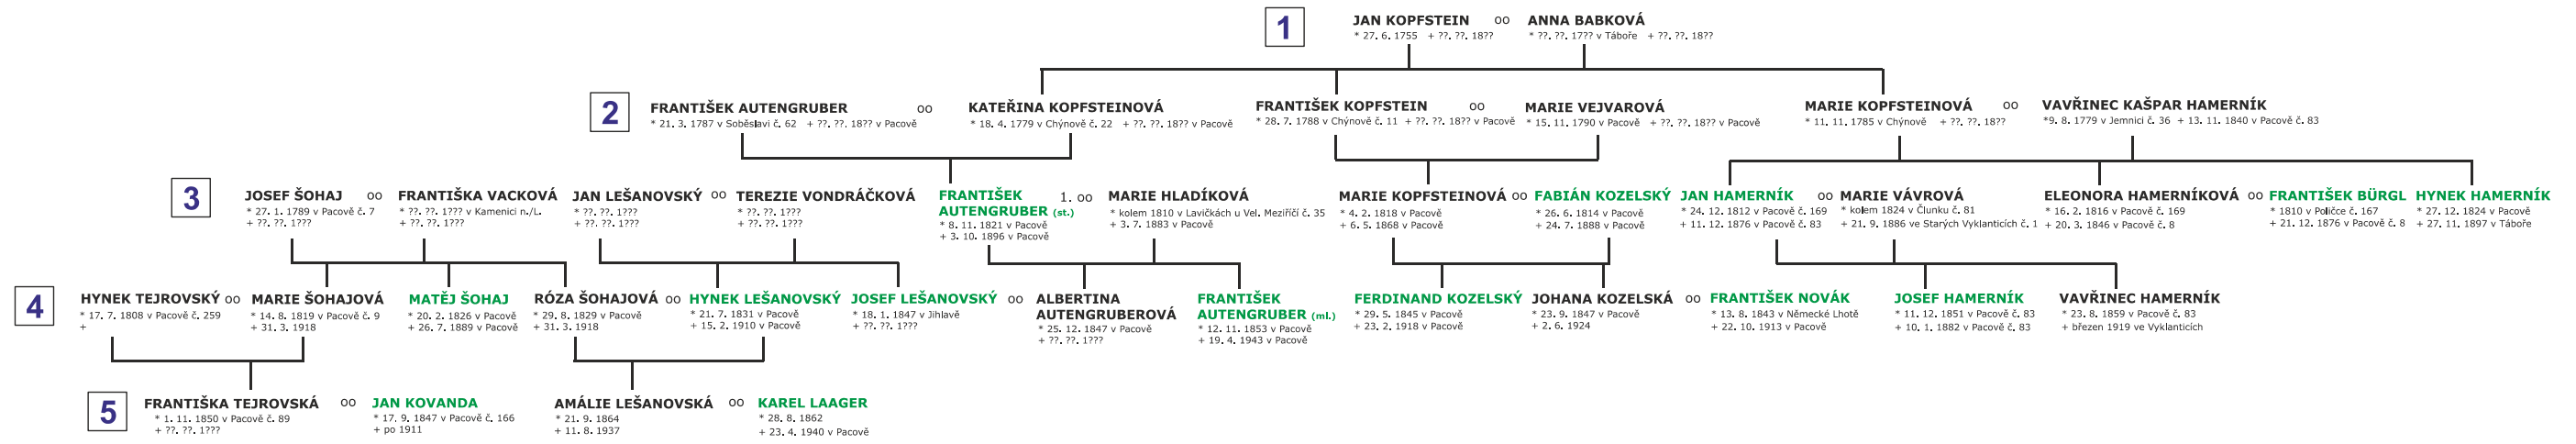 1
JAN KOPFSTEIN oo ANNA BABKOVÁ
* 27. 6. 1755 + ??. ??. 18?? * ??. ??. 17?? v Táboře + ??. ??. 18??
2
FRANTIŠEK AUTENGRUBER oo KATEŘINA KOPFSTEINOVÁ FRANTIŠEK KOPFSTEIN oo MARIE VEJVAROVÁ MARIE KOPFSTEINOVÁ oo VAVŘINEC KAŠPAR HAMERNÍK
* 21. 3. 1787 v Soběslavi č. 62 + ??. ??. 18?? v Pacově * 18. 4. 1779 v Chýnově č. 22 + ??. ??. 18?? v Pacově * 28. 7. 1788 v Chýnově č. 11 + ??. ??. 18?? v Pacově * 15. 11. 1790 v Pacově + ??. ??. 18?? v Pacově * 11. 11. 1785 v Chýnově + ??. ??. 18?? *9. 8. 1779 v Jemnici č. 36 + 13. 11. 1840 v Pacově č. 83
3
JOSEF ŠOHAJ oo FRANTIŠKA VACKOVÁ JAN LEŠANOVSKÝ oo TEREZIE VONDRÁČKOVÁ FRANTIŠEK 1. oo MARIE HLADÍKOVÁ MARIE KOPFSTEINOVÁ oo FABIÁN KOZELSKÝ JAN HAMERNÍK oo MARIE VÁVROVÁ ELEONORA HAMERNÍKOVÁ oo FRANTIŠEK BÜRGL HYNEK HAMERNÍK
* 27. 1. 1789 v Pacově č. 7 * ??. ??. 1??? v Kamenici n./L. * ??. ??. 1??? * ??. ??. 1??? AUTENGRUBER (st.) * kolem 1810 v Lavičkách u Vel. Meziříčí č. 35 * 4. 2. 1818 v Pacově * 26. 6. 1814 v Pacově * 24. 12. 1812 v Pacově č. 169 * kolem 1824 v Člunku č. 81 * 16. 2. 1816 v Pacově č. 169 * 1810 v Poličce č. 167 * 27. 12. 1824 v Pacově
+ ??. ??. 1??? + ??. ??. 1??? + ??. ??. 1??? + ??. ??. 1??? * 8. 11. 1821 v Pacově + 3. 7. 1883 v Pacově + 6. 5. 1868 v Pacově + 24. 7. 1888 v Pacově + 11. 12. 1876 v Pacově č. 83 + 21. 9. 1886 ve Starých Vyklanticích č. 1 + 20. 3. 1846 v Pacově č. 8 + 21. 12. 1876 v Pacově č. 8 + 27. 11. 1897 v Táboře
+ 3. 10. 1896 v Pacově
4
HYNEK TEJROVSKÝ oo MARIE ŠOHAJOVÁ MATĚJ ŠOHAJ RÓZA ŠOHAJOVÁ oo HYNEK LEŠANOVSKÝ JOSEF LEŠANOVSKÝ oo ALBERTINA FRANTIŠEK FERDINAND KOZELSKÝ JOHANA KOZELSKÁ oo FRANTIŠEK NOVÁK JOSEF HAMERNÍK VAVŘINEC HAMERNÍK
* 17. 7. 1808 v Pacově č. 259 * 14. 8. 1819 v Pacově č. 9 * 20. 2. 1826 v Pacově * 29. 8. 1829 v Pacově * 21. 7. 1831 v Pacově * 18. 1. 1847 v Jihlavě AUTENGRUBEROVÁ AUTENGRUBER (ml.) * 29. 5. 1845 v Pacově * 23. 9. 1847 v Pacově * 13. 8. 1843 v Německé Lhotě * 11. 12. 1851 v Pacově č. 83 * 23. 8. 1859 v Pacově č. 83
+ + 31. 3. 1918 + 26. 7. 1889 v Pacově + 31. 3. 1918 + 15. 2. 1910 v Pacově + ??. ??. 1??? * 25. 12. 1847 v Pacově * 12. 11. 1853 v Pacově + 23. 2. 1918 v Pacově + 2. 6. 1924 + 22. 10. 1913 v Pacově + 10. 1. 1882 v Pacově č. 83 + březen 1919 ve Vyklanticích
+ ??. ??. 1??? + 19. 4. 1943 v Pacově
5
FRANTIŠKA TEJROVSKÁ oo JAN KOVANDA AMÁLIE LEŠANOVSKÁ oo KAREL LAAGER
* 1. 11. 1850 v Pacově č. 89 * 17. 9. 1847 v Pacově č. 166 * 21. 9. 1864 * 28. 8. 1862
+ ??. ??. 1??? + po 1911 + 11. 8. 1937 + 23. 4. 1940 v Pacově